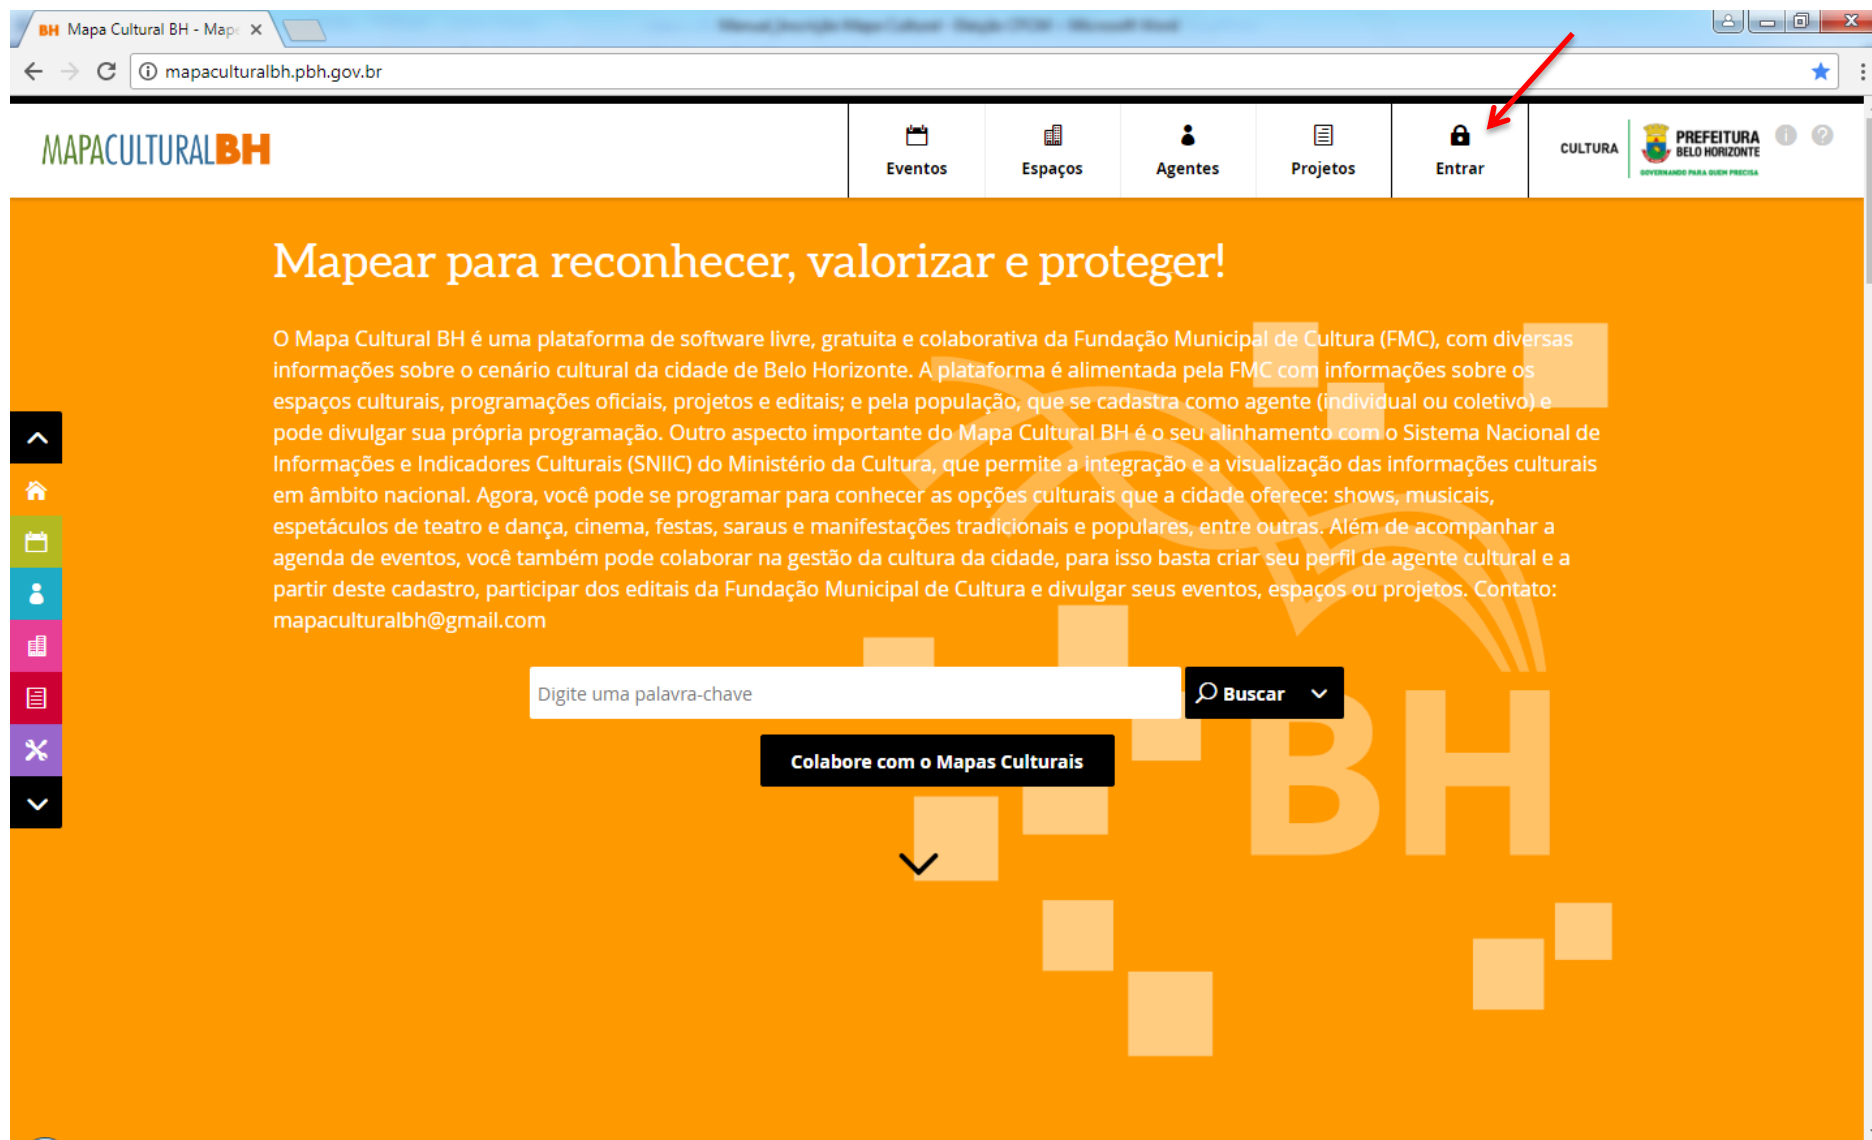 BH Mapa Cultural BH - Map
mapaculturalbh.pbh.gov.br
MAPACULTURALBH
Eventos
Espaços
Agentes
Projetos
Entrar
CULTURA
PREFEITURA
BELO HORIZONTE
GOVERNANDO PARA QUEM PRECISA
Mapear para reconhecer, valorizar e proteger!
O Mapa Cultural BH é uma plataforma de software livre, gratuita e colaborativa da Fundação Municipal de Cultura (FMC), com diversas
informações sobre o cenário cultural da cidade de Belo Horizonte. A plataforma é alimentada pela FMC com informações sobre os
espaços culturais, programações oficiais, projetos e editais; e pela população, que se cadastra como agente (individual ou coletivo) e
pode divulgar sua própria programação. Outro aspecto importante do Mapa Cultural BH é o seu alinhamento com o Sistema Nacional de
Informações e Indicadores Culturais (SNIIC) do Ministério da Cultura, que permite a integração e a visualização das informações culturais
em âmbito nacional. Agora, você pode se programar para conhecer as opções culturais que a cidade oferece: shows, musicais,
espetáculos de teatro e dança, cinema, festas, saraus e manifestações tradicionais e populares, entre outras. Além de acompanhar a
agenda de eventos, você também pode colaborar na gestão da cultura da cidade, para isso basta criar seu perfil de agente cultural e a
partir deste cadastro, participar dos editais da Fundação Municipal de Cultura e divulgar seus eventos, espaços ou projetos. Contato:
mapaculturalbh@gmail.com
Digite uma palavra-chave
Buscar
Colabore com o Mapas Culturais
BH